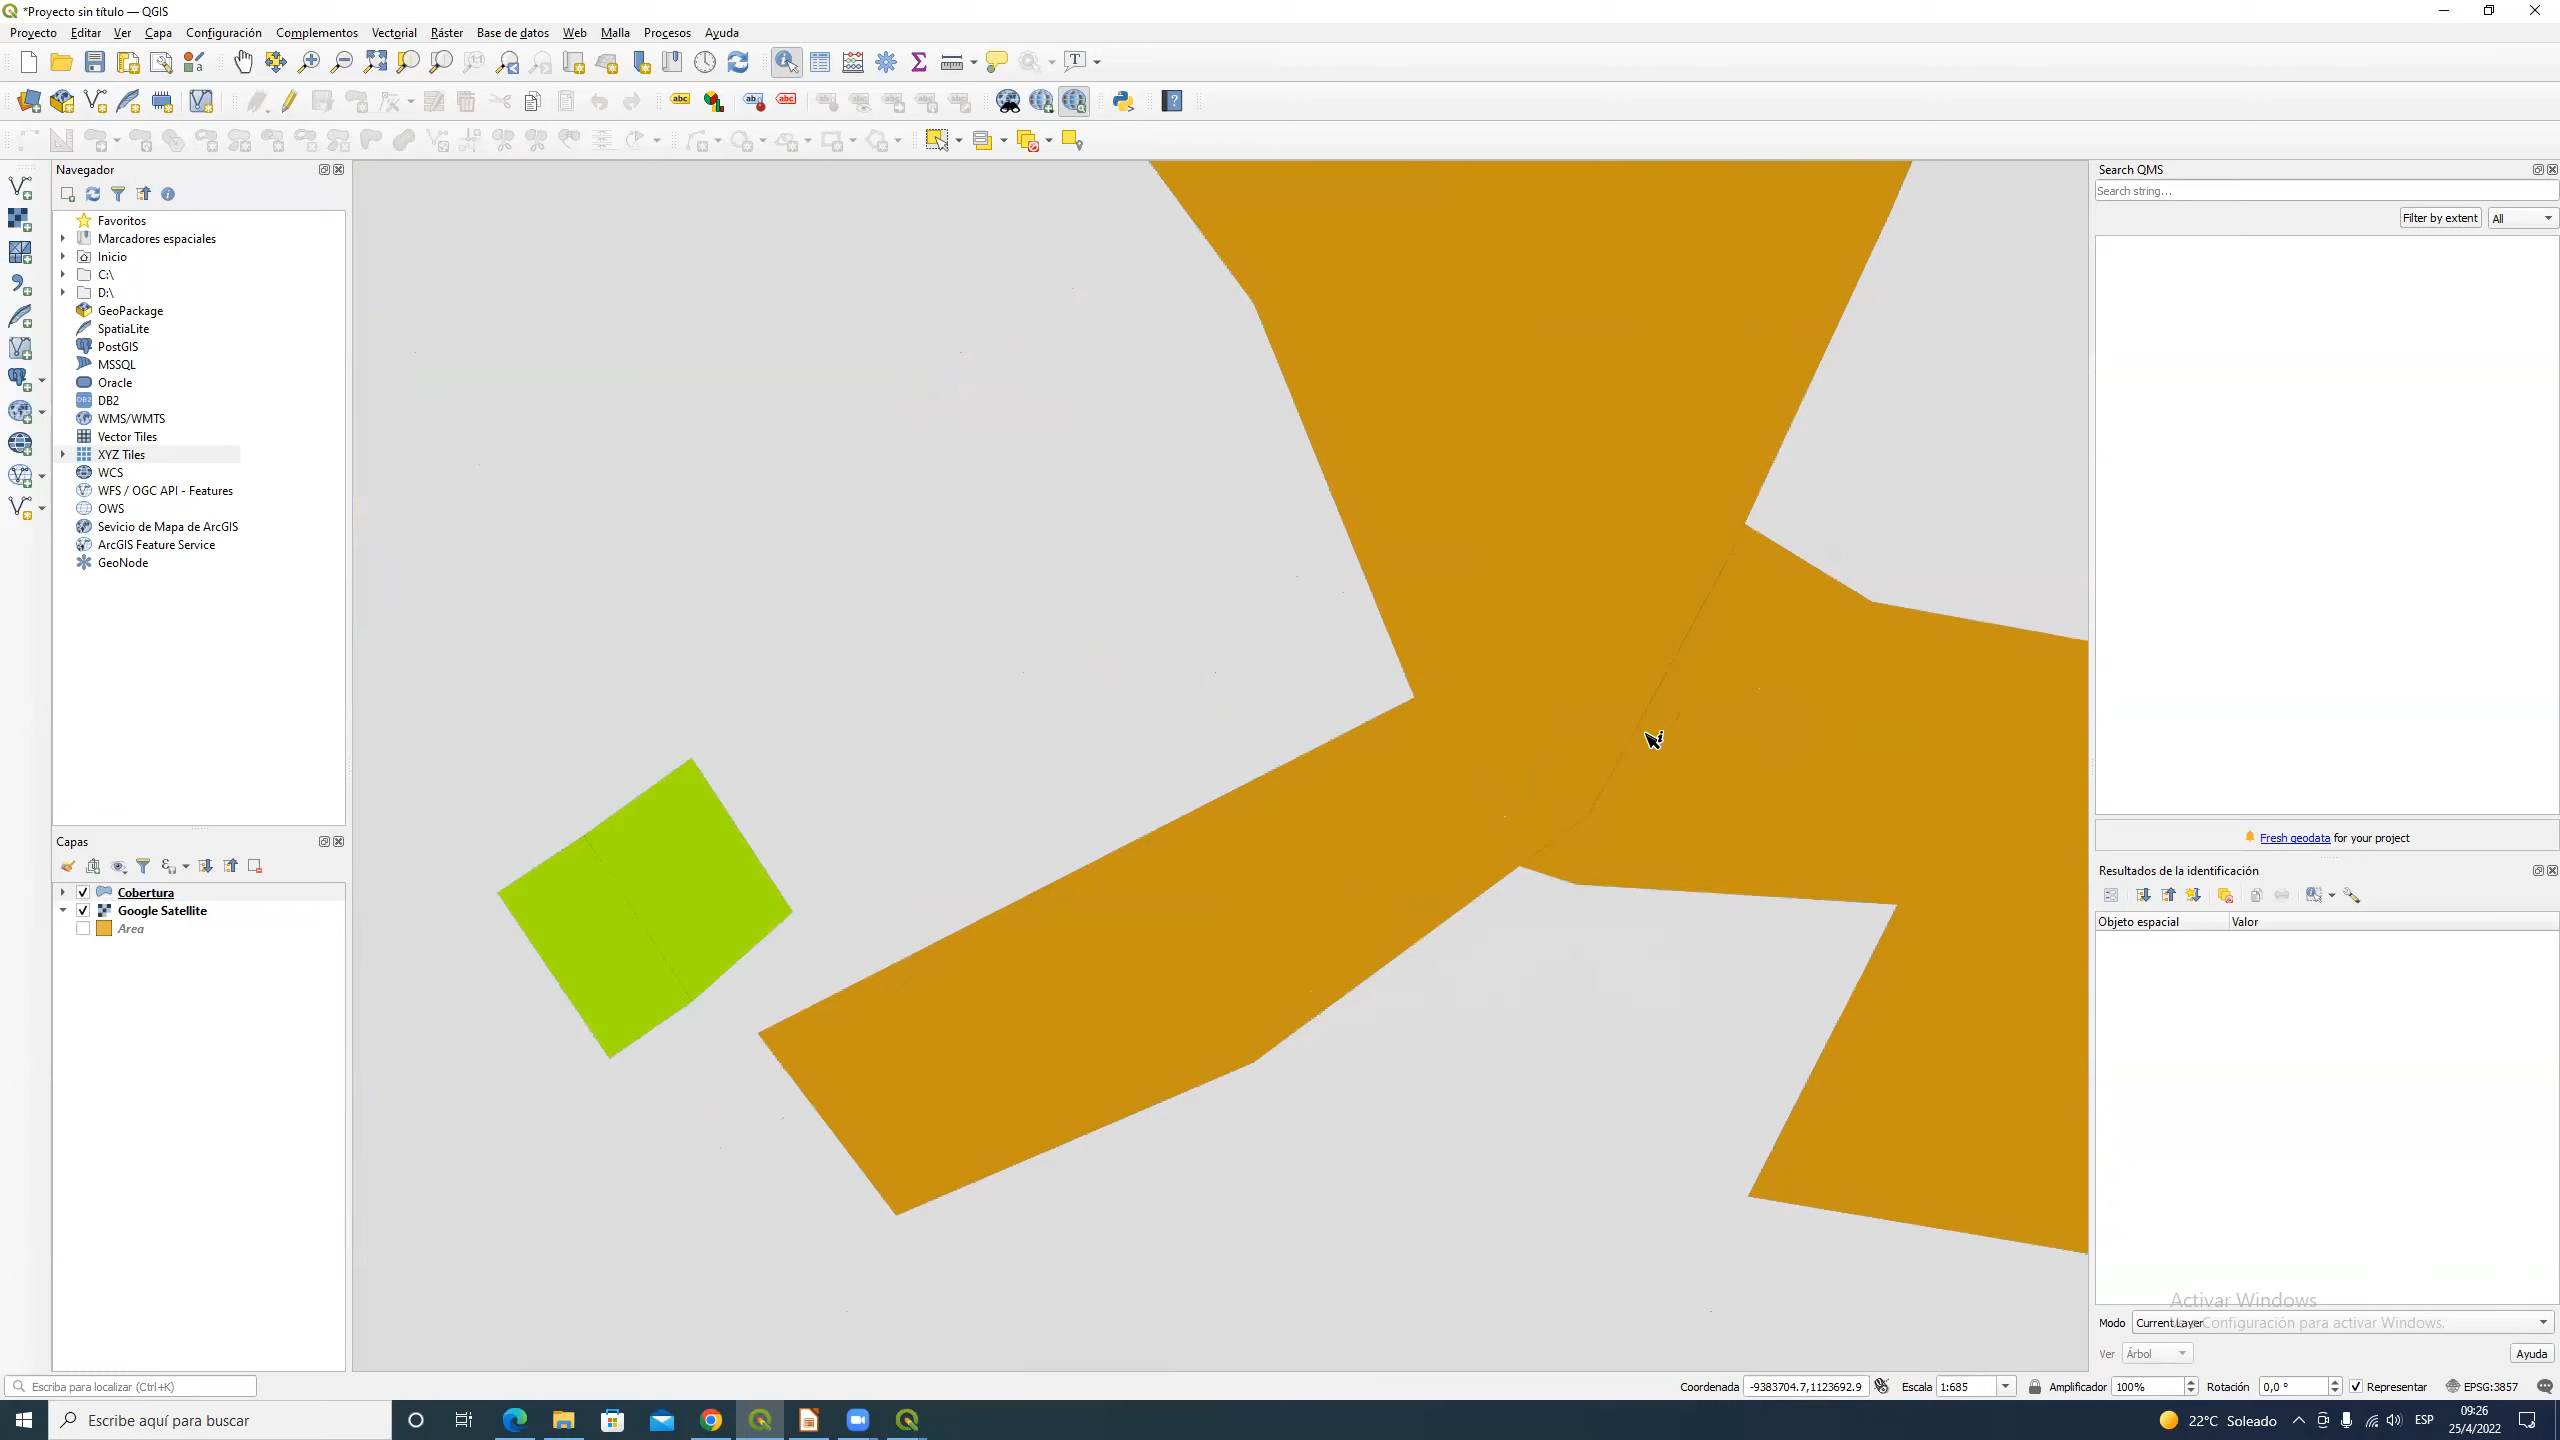 *Proyecto sin título — QGIS
Proyecto Editar Ver Capa Configuración Complementos Vectorial Ráster Base de datos Web Malla Procesos Ayuda
Navegador
Favoritos
Marcadores espaciales
Inicio
C:\
D:\
GeoPackage
SpatiaLite
PostGIS
MSSQL
Oracle
DB2
WMS/WMTS
Vector Tiles
XYZ Tiles
WCS
WFS / OGC API - Features
OWS
Sevicio de Mapa de ArcGIS
ArcGIS Feature Service
GeoNode
Capas
Cobertura
Google Satellite
Area
Search QMS
Search string...
Filter by extent All
Fresh geodata for your project
Resultados de la identificación
Objeto espacial Valor
Activar Windows
Modo Current Layer Configuración para activar Windows.
Ver Árbol Ayuda
Escriba para localizar (Ctrl+K) Coordenada -9383704.7,1123692.9 Escala 1:685 Amplificador 100% Rotación 0,0 ° Representar EPSG:3857
Escribe aquí para buscar 22°C Soleado ESP 09:26
25/4/2022